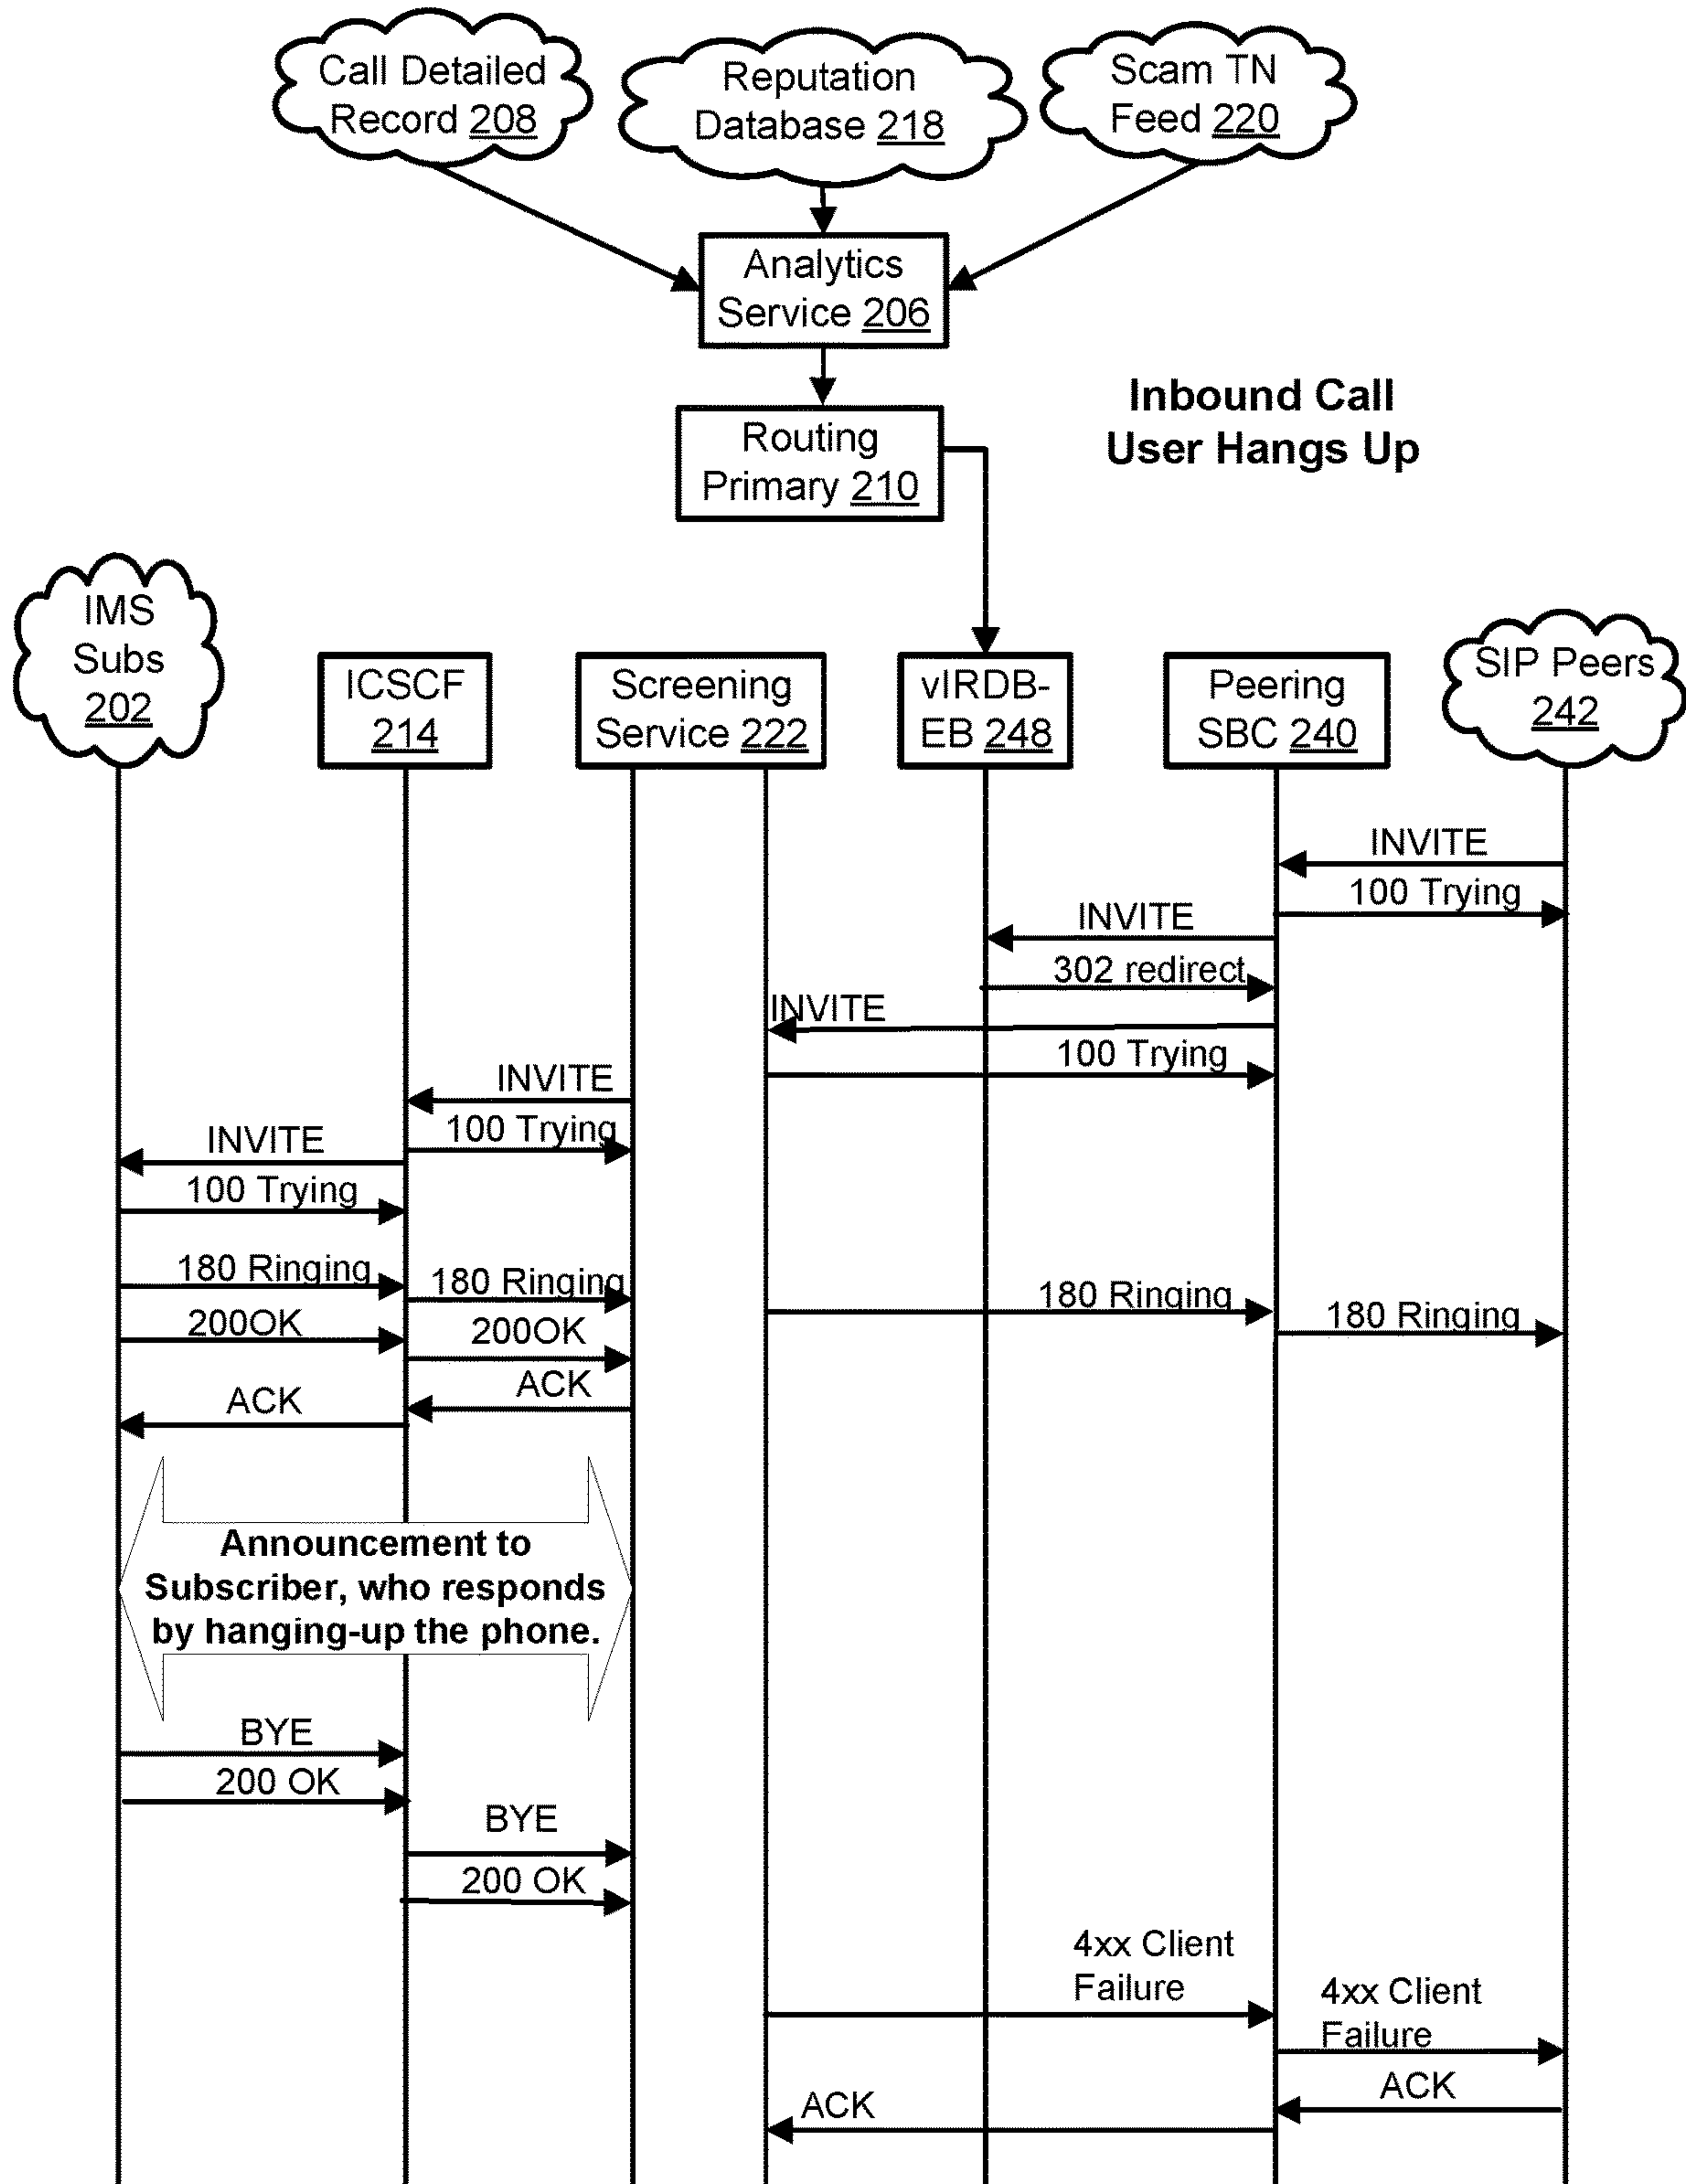 Call Detailed
Record 208
Reputation
Database 218
Scam TN
Feed 220
Analytics
Service 206
Inbound Call
User Hangs Up
Routing
Primary 210
IMS
Subs
202
ICSCF
214
Screening
Service 222
vIRDB-
EB 248
Peering
SBC 240
SIP Peers
242
INVITE
100 Trying
INVITE
302 redirect
INVITE
100 Trying
INVITE
100 Trying
INVITE
100 Trying
180 Ringing
180 Ringing
180 Ringing
180 Ringing
200OK
200OK
ACK
ACK
Announcement to
Subscriber, who responds
by hanging-up the phone.
BYE
200 OK
BYE
200 OK
4xx Client
Failure
4xx Client
Failure
ACK
ACK